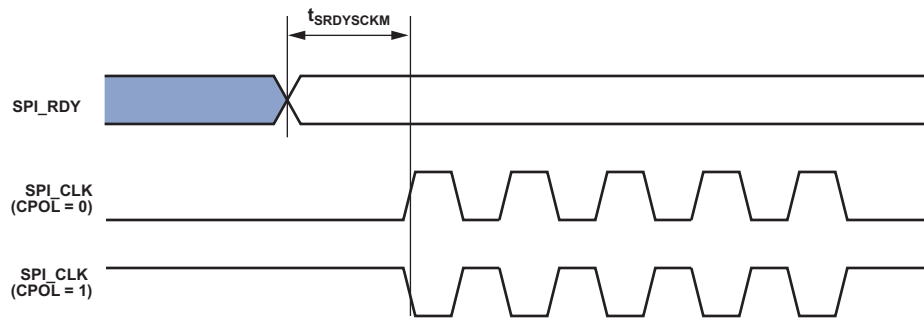 tSRDYSCKM
SPI_RDY
SPI_CLK
(CPOL = 0)
SPI_CLK
(CPOL = 1)